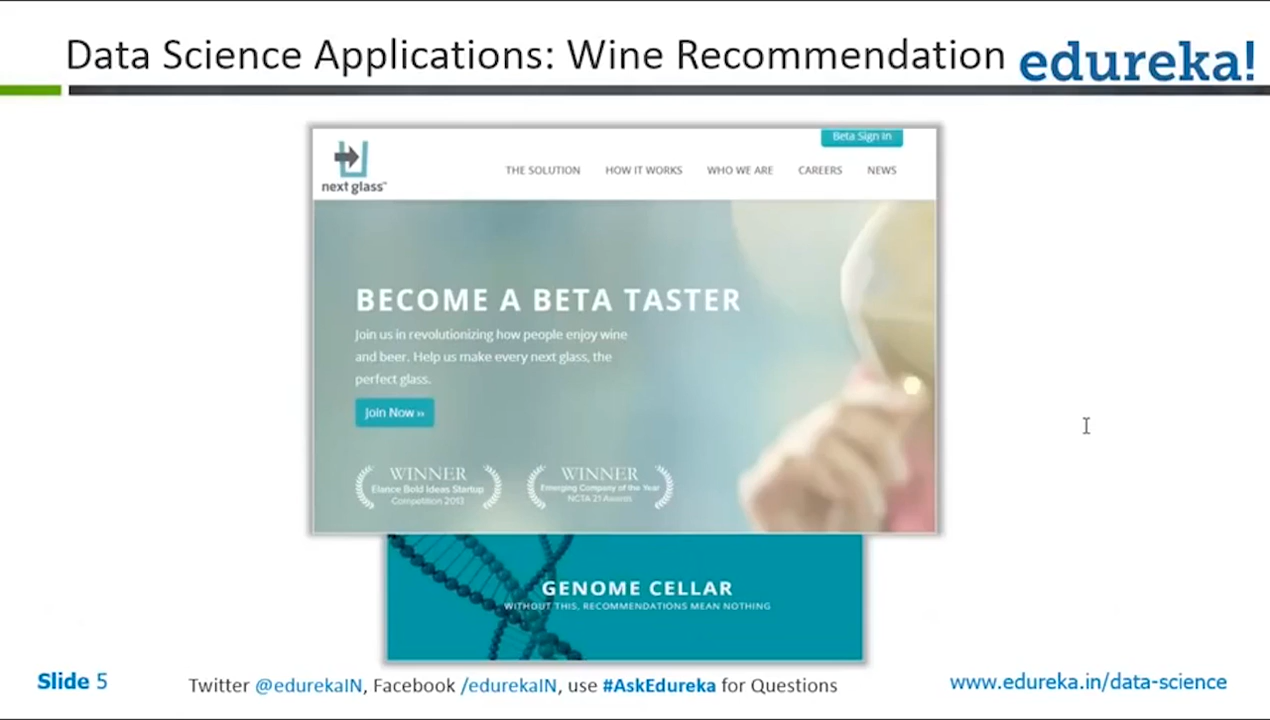 Data Science Applications: Wine Recommendation
edureka!
Beta Sign In
next glass™
THE SOLUTION HOW IT WORKS WHO WE ARE CAREERS NEWS
BECOME A BETA TASTER
Join us in revolutionizing how people enjoy wine
and beer. Help us make every next glass, the
perfect glass.
Join Now »
WINNER
Elance Bold Ideas Startup
Competition 2013
WINNER
Emerging Company of the Year
NCTA 21 Awards
GENOME CELLAR
WITHOUT THIS, RECOMMENDATIONS MEAN NOTHING
Slide 5
Twitter @edurekaIN, Facebook /edurekaIN, use #AskEdureka for Questions
www.edureka.in/data-science